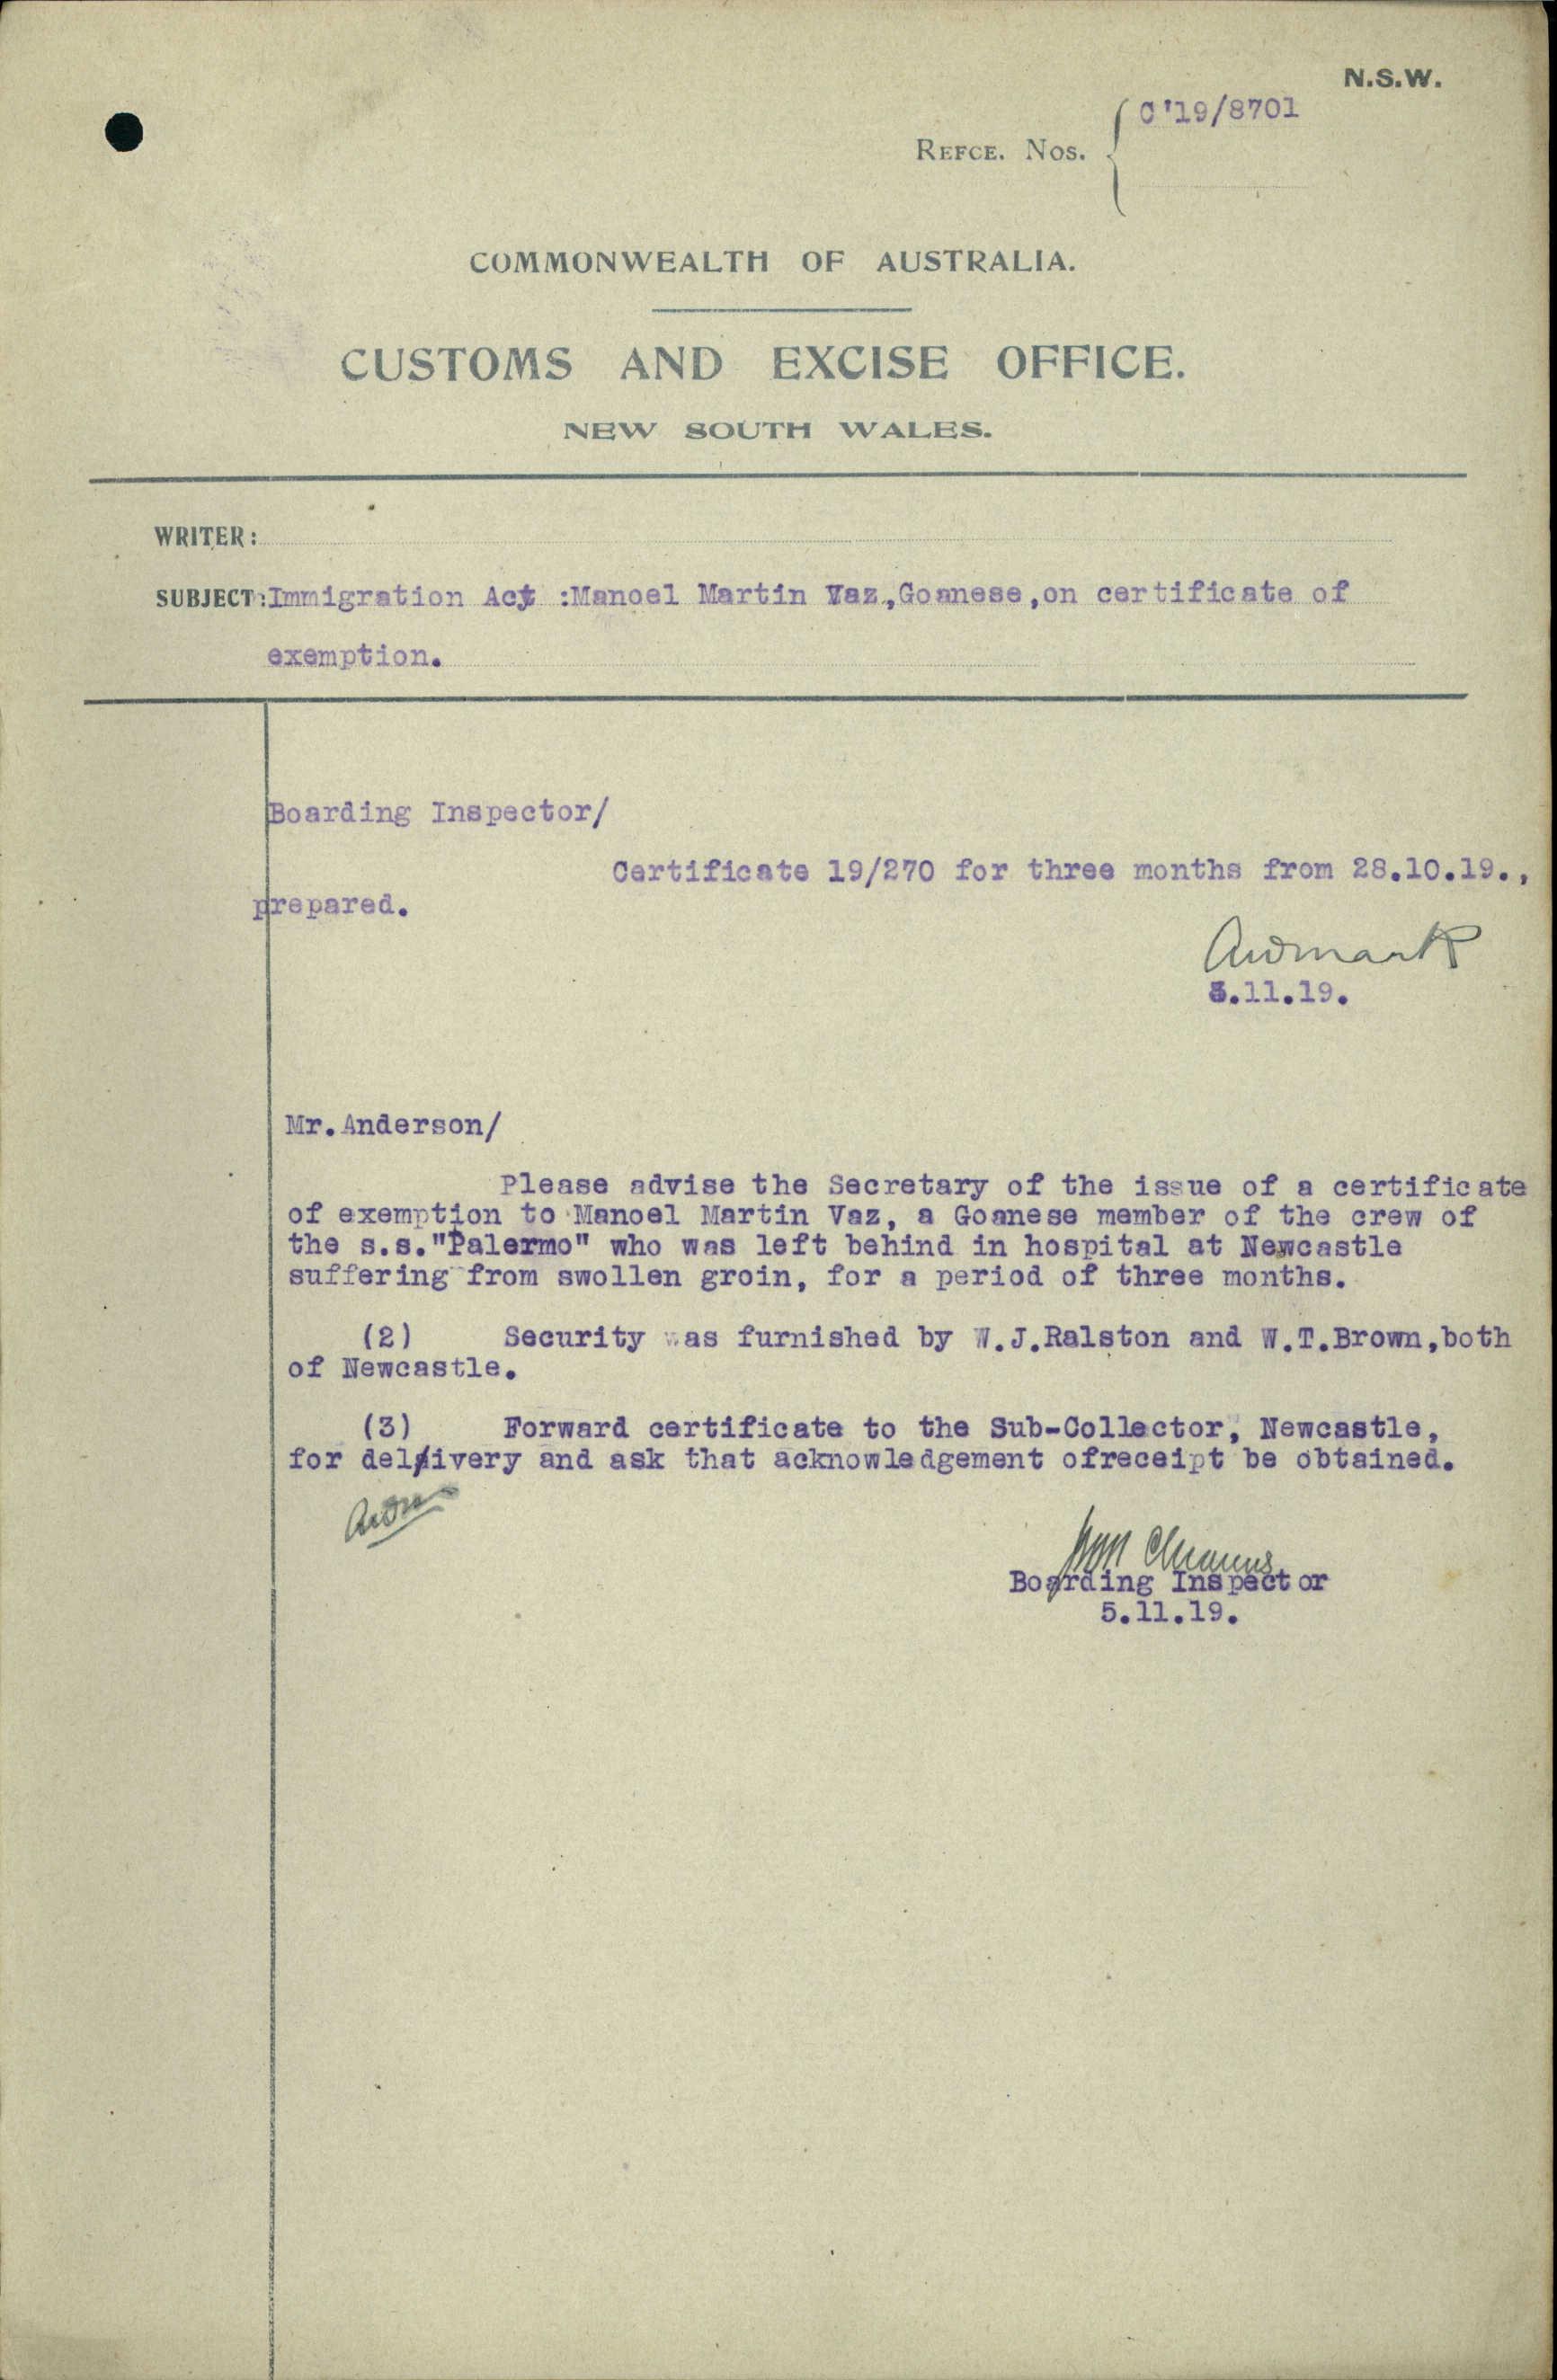 N.S.W.
C'19/8701
REFCE. NOS.
COMMONWEALTH OF AUSTRALIA.
CUSTOMS AND EXCISE OFFICE.
NEW SOUTH WALES.
WRITER:
SUBJECT:Immigration Act :Manoel Martin Vaz,Goanese,on certificate of
exemption.
Boarding Inspector/
Certificate 19/270 for three months from 28.10.19.,
prepared.
5.11.19.
Mr.Anderson/
Please advise the Secretary of the issue of a certificate
of exemption to Manoel Martin Vaz, a Goanese member of the crew of
the s.s."Palermo" who was left behind in hospital at Newcastle
suffering from swollen groin, for a period of three months.
(2) Security was furnished by W.J.Ralston and W.T.Brown,both
of Newcastle.
(3) Forward certificate to the Sub-Collector, Newcastle,
for delivery and ask that acknowledgement ofreceipt be obtained.
Boarding Inspector
5.11.19.